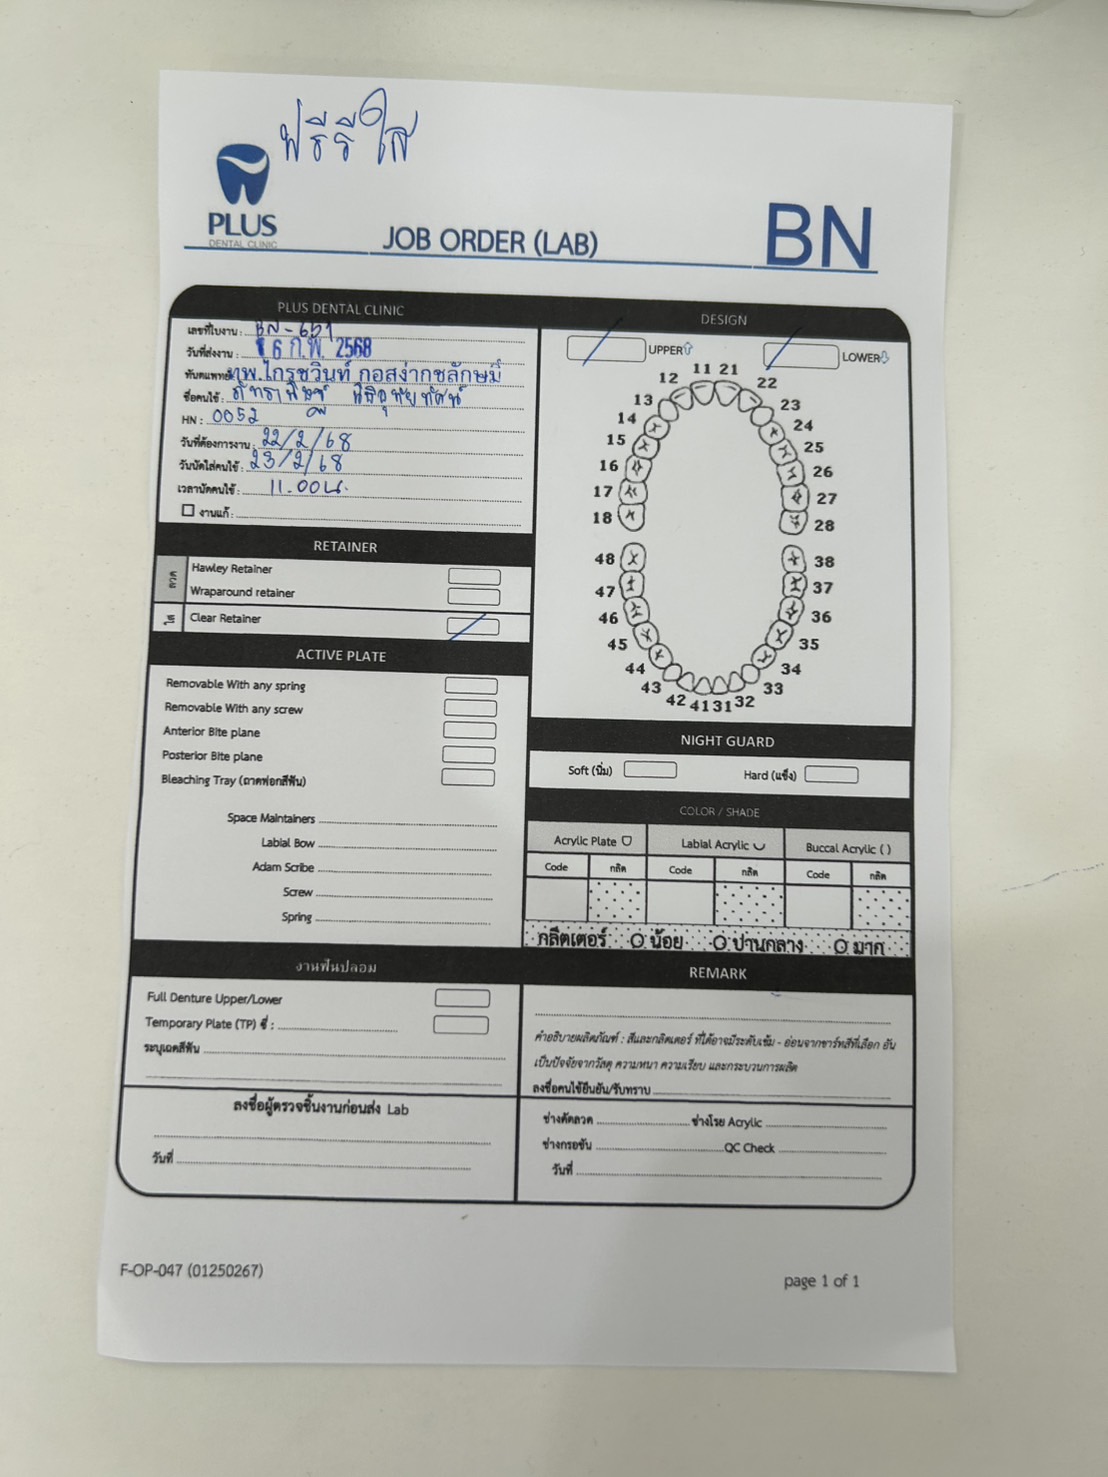 ฟรีรีใส
PLUS
DENTAL CLINIC
JOB ORDER (LAB)
BN
PLUS DENTAL CLINIC
เลขที่ใบงาน : BN-651
วันที่ส่งงาน : 16 ก.พ. 2568
ทันตแพทย์ ทพ.ไกรชวินท์ กอสง่ากชลักษมี
ชื่อคนไข้ :
HN : 0052
วันที่ต้องการงาน : 22/2/68
วันนัดใส่คนไข้ : 23/2/68
เวลานัดคนไข้ : 11.00น.
งานแก้ :
RETAINER
ลวด
Hawley Retainer
Wraparound retainer
ใส
Clear Retainer
ACTIVE PLATE
Removable With any spring
Removable With any screw
Anterior Bite plane
Posterior Bite plane
Bleaching Tray (ถาดฟอกสีฟัน)
Space Maintainers
Labial Bow
Adam Scribe
Screw
Spring
งานฟันปลอม
Full Denture Upper/Lower
Temporary Plate (TP) ซี่ :
ระบุเฉดสีฟัน
ลงชื่อผู้ตรวจชิ้นงานก่อนส่ง Lab
วันที่
DESIGN
UPPER LOWER
11 21
12 22
13 23
14 24
15 25
16 26
17 27
18 28
48 38
47 37
46 36
45 35
44 34
43 33
42 41 31 32
NIGHT GUARD
Soft (นิ่ม) Hard (แข็ง)
COLOR / SHADE
Acrylic Plate Labial Acrylic Buccal Acrylic ( )
Code กลิต Code กลิต Code กลิต
กลิตเตอร์ น้อย ปานกลาง มาก
REMARK
คำอธิบายผลิตภัณฑ์ : สีและกลิตเตอร์ ที่ได้อาจมีระดับเข้ม - อ่อนจากชาร์ทสีที่เลือก อัน
เป็นปัจจัยจากวัสดุ ความหนา ความเรียบ และกระบวนการผลิต
ลงชื่อคนไข้ยืนยัน/รับทราบ
ช่างดัดลวด ช่างโรย Acrylic
ช่างกรอขัน QC Check
วันที่
F-OP-047 (01250267)
page 1 of 1